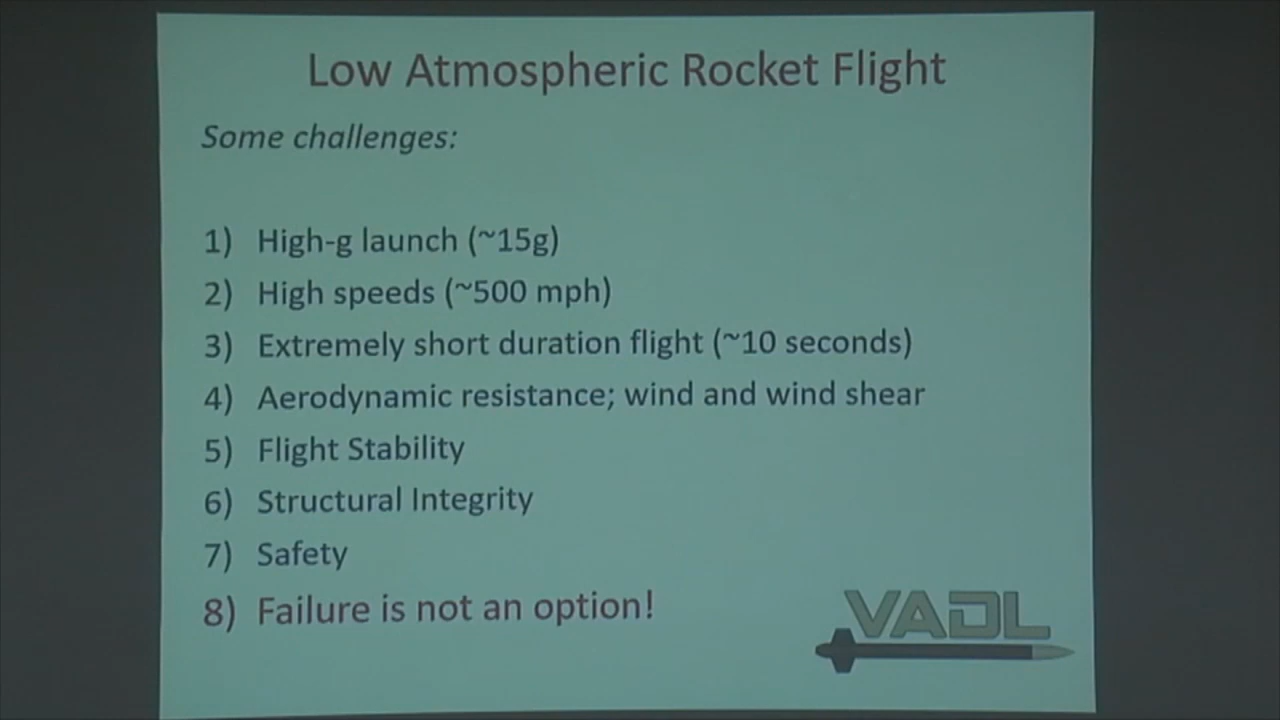 Low Atmospheric Rocket Flight
Some challenges:
1) High-g launch (~15g)
2) High speeds (~500 mph)
3) Extremely short duration flight (~10 seconds)
4) Aerodynamic resistance; wind and wind shear
5) Flight Stability
6) Structural Integrity
7) Safety
8) Failure is not an option!
VADL